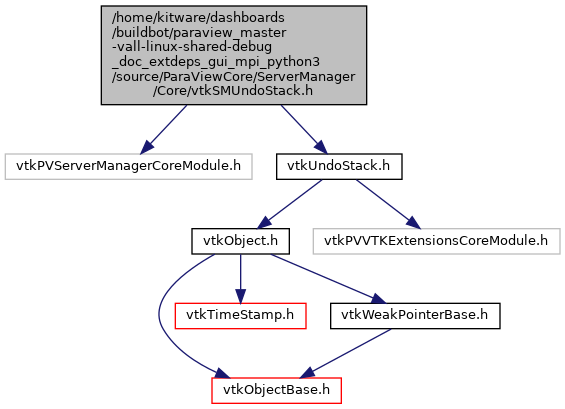 /home/kitware/dashboards
/buildbot/paraview_master
-vall-linux-shared-debug
_doc_extdeps_gui_mpi_python3
/source/ParaViewCore/ServerManager
/Core/vtkSMUndoStack.h
vtkPVServerManagerCoreModule.h
vtkUndoStack.h
vtkObject.h
vtkPVVTKExtensionsCoreModule.h
vtkTimeStamp.h
vtkWeakPointerBase.h
vtkObjectBase.h